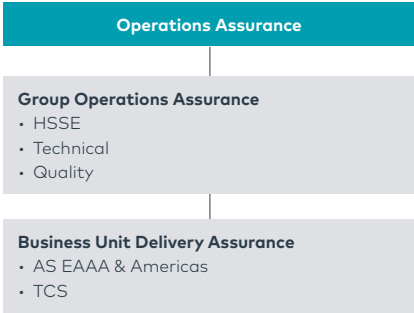 Operations Assurance
Group Operations Assurance
• HSSE
• Technical
• Quality
Business Unit Delivery Assurance
• AS EAAA & Americas
• TCS